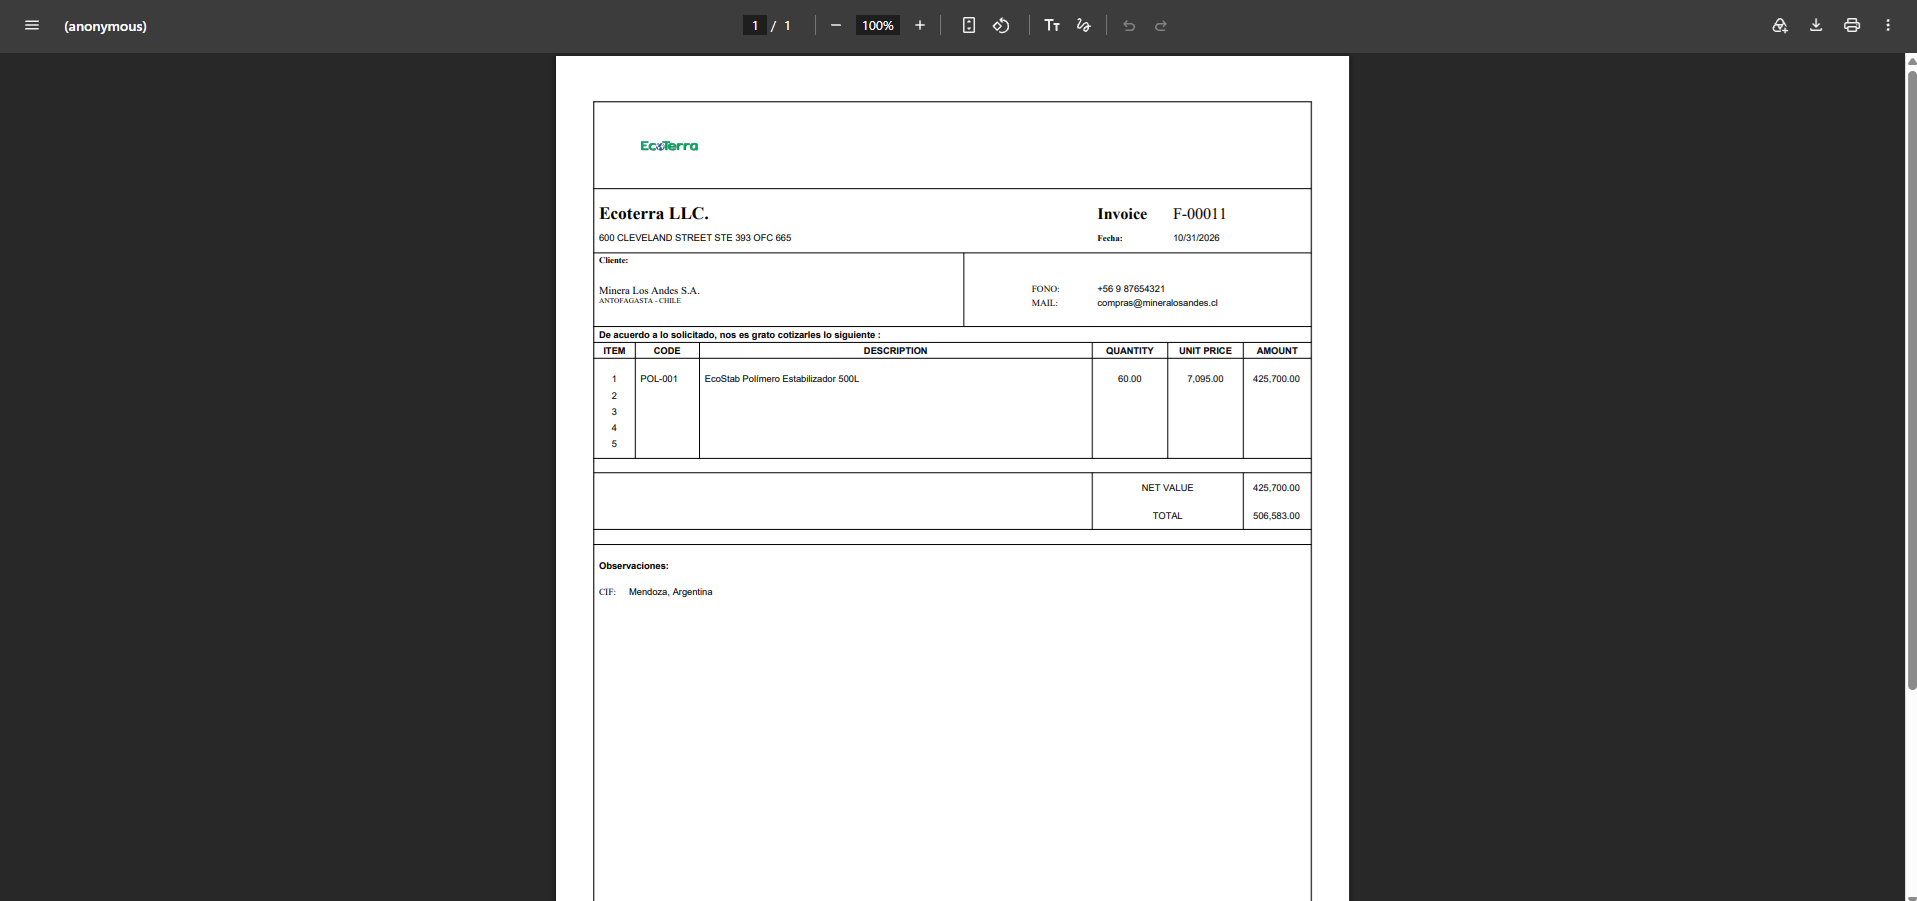 (anonymous)
1 / 1
100%
EcoTerra
Ecoterra LLC.
Invoice F-00011
600 CLEVELAND STREET STE 393 OFC 665
Fecha: 10/31/2026
Cliente:
Minera Los Andes S.A.
ANTOFAGASTA - CHILE
FONO: +56 9 87654321
MAIL: compras@mineralosandes.cl
De acuerdo a lo solicitado, nos es grato cotizarles lo siguiente :
ITEM CODE DESCRIPTION QUANTITY UNIT PRICE AMOUNT
1 POL-001 EcoStab Polímero Estabilizador 500L 60.00 7,095.00 425,700.00
2
3
4
5
NET VALUE 425,700.00
TOTAL 506,583.00
Observaciones:
CIF: Mendoza, Argentina